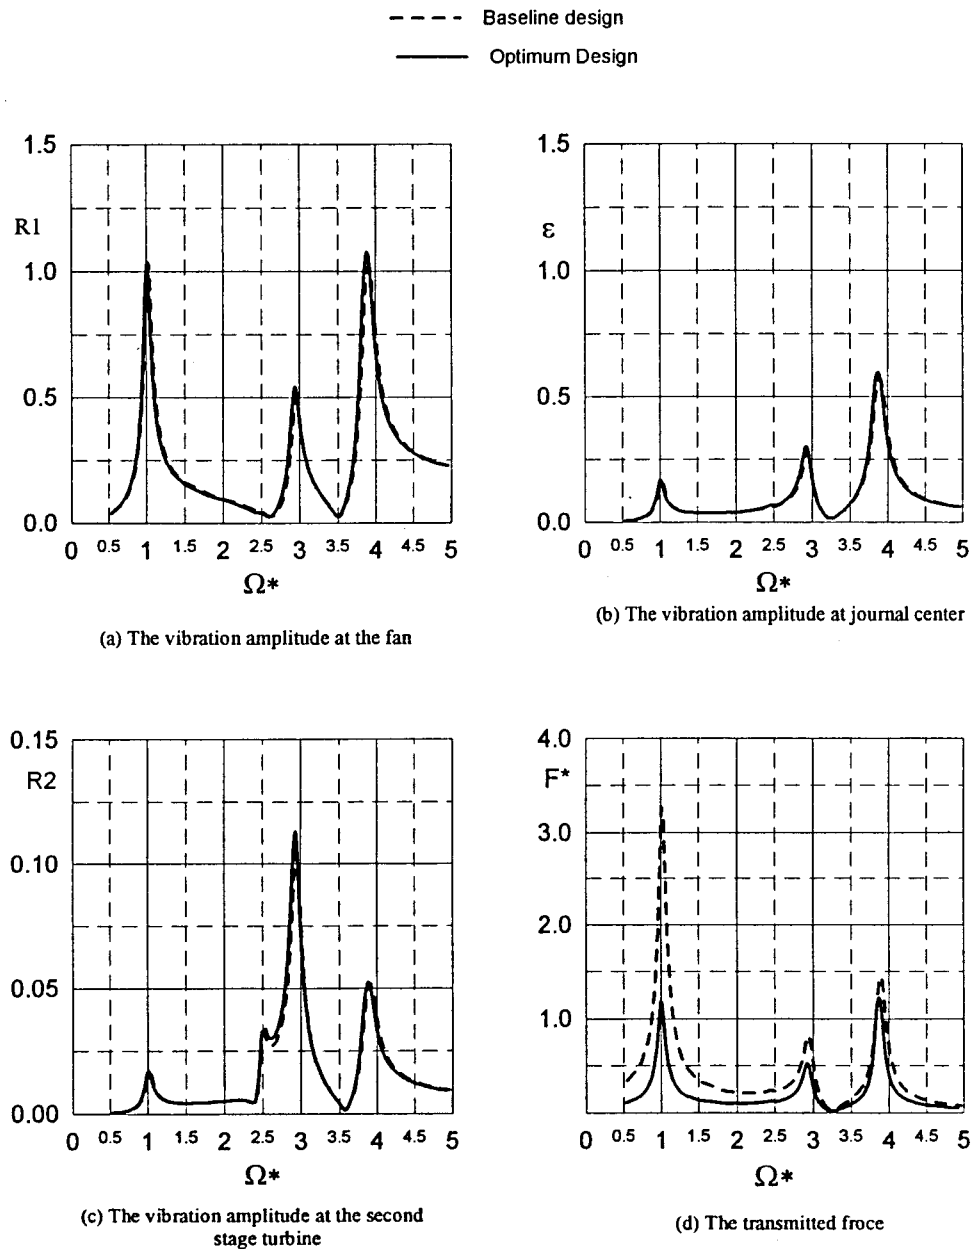 Baseline design
Optimum Design
1.5
R1
1.0
0.5
0.0
0 0.5 1 1.5 2 2.5 3 3.5 4 4.5 5
Ω*
(a) The vibration amplitude at the fan
1.5
ε
1.0
0.5
0.0
0 0.5 1 1.5 2 2.5 3 3.5 4 4.5 5
Ω*
(b) The vibration amplitude at journal center
0.15
R2
0.10
0.05
0.00
0 0.5 1 1.5 2 2.5 3 3.5 4 4.5 5
Ω*
(c) The vibration amplitude at the second
stage turbine
4.0
F*
3.0
2.0
1.0
0 0.5 1 1.5 2 2.5 3 3.5 4 4.5 5
Ω*
(d) The transmitted froce